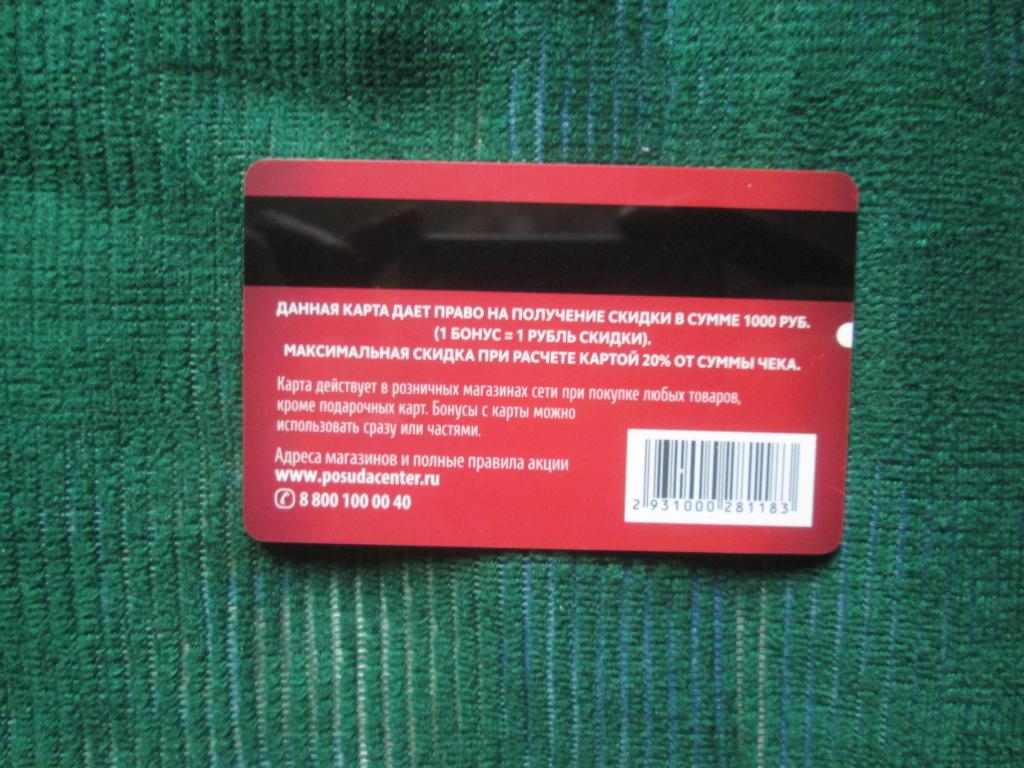 ДАННАЯ КАРТА ДАЕТ ПРАВО НА ПОЛУЧЕНИЕ СКИДКИ В СУММЕ 1000 РУБ.
(1 БОНУС = 1 РУБЛЬ СКИДКИ).
МАКСИМАЛЬНАЯ СКИДКА ПРИ РАСЧЕТЕ КАРТОЙ 20% ОТ СУММЫ ЧЕКА.
Карта действует в розничных магазинах сети при покупке любых товаров,
кроме подарочных карт. Бонусы с карты можно
использовать сразу или частями.
Адреса магазинов и полные правила акции
www.posudacenter.ru
8 800 100 00 40
2 931000 281183